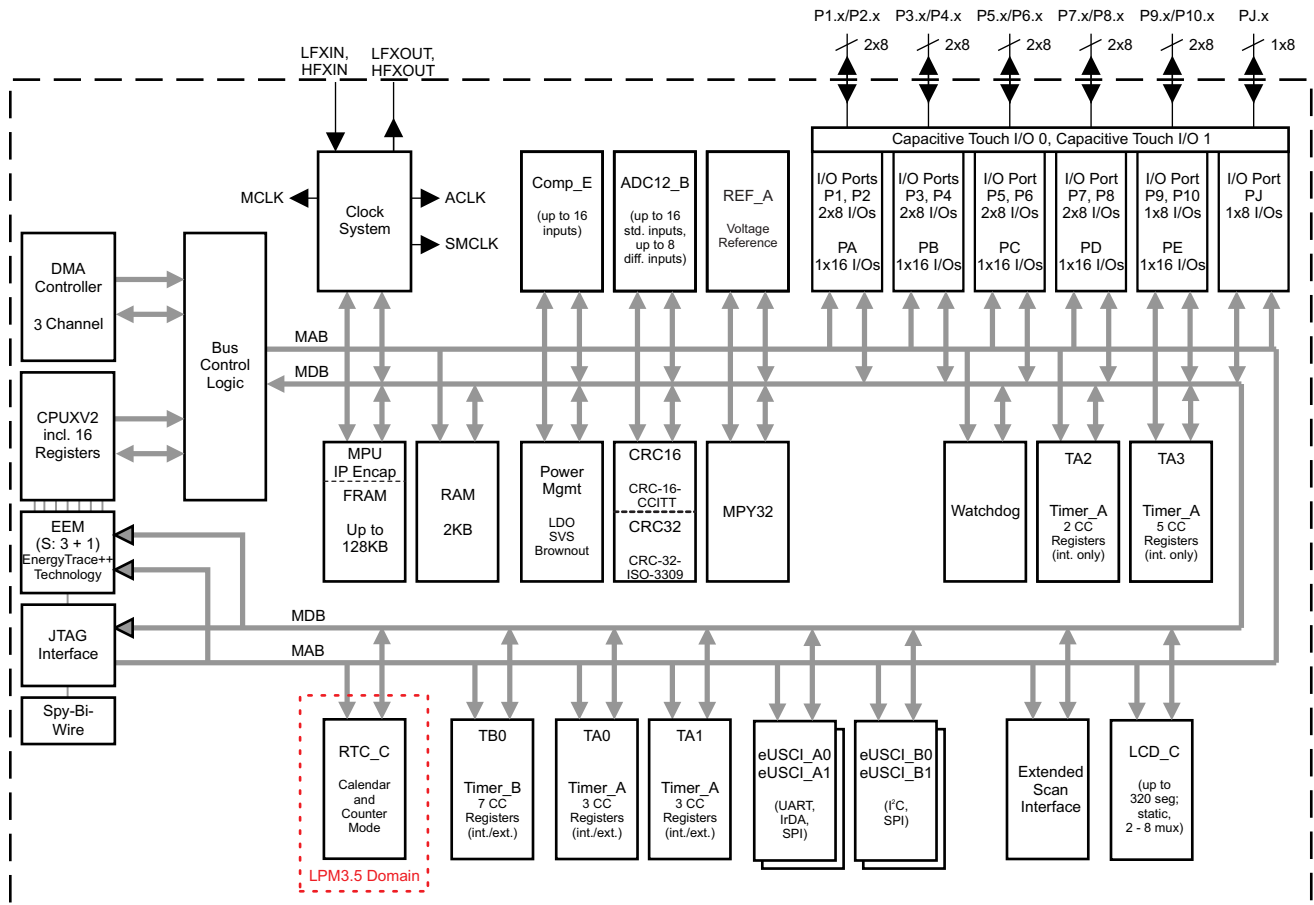 P1.x/P2.x
P3.x/P4.x
P5.x/P6.x
P7.x/P8.x
P9.x/P10.x
PJ.x
2x8
2x8
2x8
2x8
2x8
1x8
LFXIN,
HFXIN
LFXOUT,
HFXOUT
Capacitive Touch I/O 0, Capacitive Touch I/O 1
MCLK
Clock
System
ACLK
SMCLK
Comp_E
(up to 16
inputs)
ADC12_B
(up to 16
std. inputs,
up to 8
diff. inputs)
REF_A
Voltage
Reference
I/O Ports
P1, P2
2x8 I/Os
PA
1x16 I/Os
I/O Ports
P3, P4
2x8 I/Os
PB
1x16 I/Os
I/O Port
P5, P6
2x8 I/Os
PC
1x16 I/Os
I/O Port
P7, P8
2x8 I/Os
PD
1x16 I/Os
I/O Port
P9, P10
1x8 I/Os
PE
1x16 I/Os
I/O Port
PJ
1x8 I/Os
DMA
Controller
3 Channel
Bus
Control
Logic
MAB
MDB
CPUXV2
incl. 16
Registers
MPU
IP Encap
FRAM
Up to
128KB
RAM
2KB
Power
Mgmt
LDO
SVS
Brownout
CRC16
CRC-16-
CCITT
CRC32
CRC-32-
ISO-3309
MPY32
Watchdog
TA2
Timer_A
2 CC
Registers
(int. only)
TA3
Timer_A
5 CC
Registers
(int. only)
EEM
(S: 3 + 1)
EnergyTrace++
Technology
MDB
JTAG
Interface
MAB
Spy-Bi-
Wire
RTC_C
Calendar
and
Counter
Mode
LPM3.5 Domain
TB0
Timer_B
7 CC
Registers
(int./ext.)
TA0
Timer_A
3 CC
Registers
(int./ext.)
TA1
Timer_A
3 CC
Registers
(int./ext.)
eUSCI_A0
eUSCI_A1
(UART,
IrDA,
SPI)
eUSCI_B0
eUSCI_B1
(I²C,
SPI)
Extended
Scan
Interface
LCD_C
(up to
320 seg;
static,
2 - 8 mux)